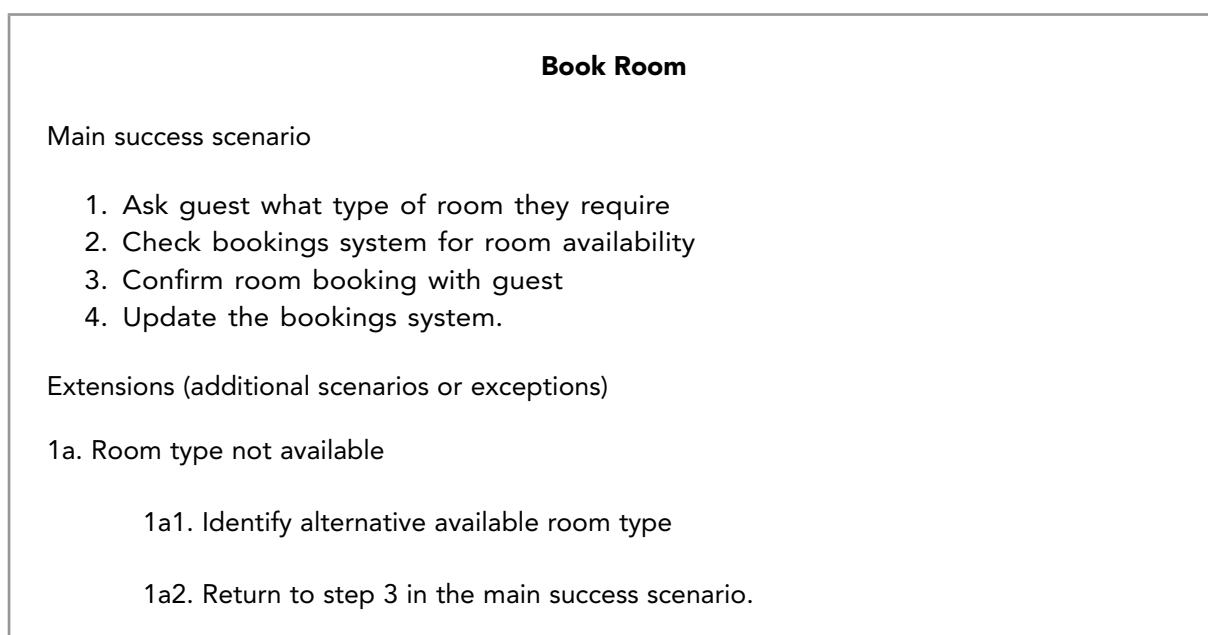 Book Room
Main success scenario
1. Ask guest what type of room they require
2. Check bookings system for room availability
3. Confirm room booking with guest
4. Update the bookings system.
Extensions (additional scenarios or exceptions)
1a. Room type not available
1a1. Identify alternative available room type
1a2. Return to step 3 in the main success scenario.